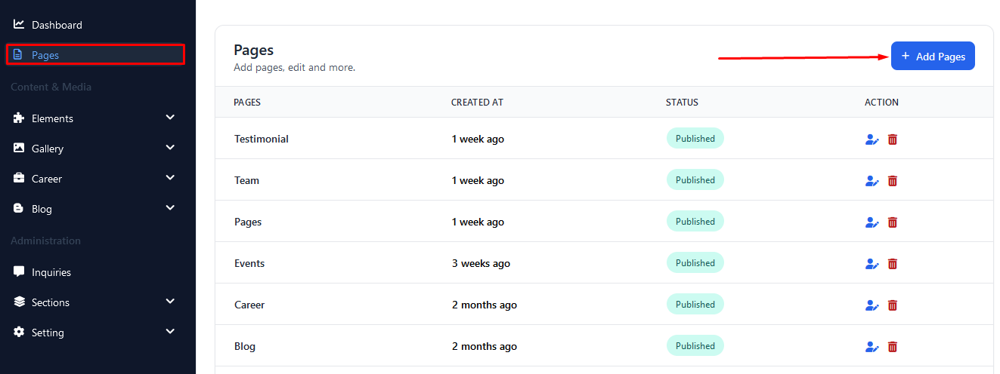 Dashboard
Pages
Content & Media
Elements
Gallery
Career
Blog
Administration
Inquiries
Sections
Setting
Pages
Add pages, edit and more.
+ Add Pages
PAGES CREATED AT STATUS ACTION
Testimonial 1 week ago Published
Team 1 week ago Published
Pages 1 week ago Published
Events 3 weeks ago Published
Career 2 months ago Published
Blog 2 months ago Published